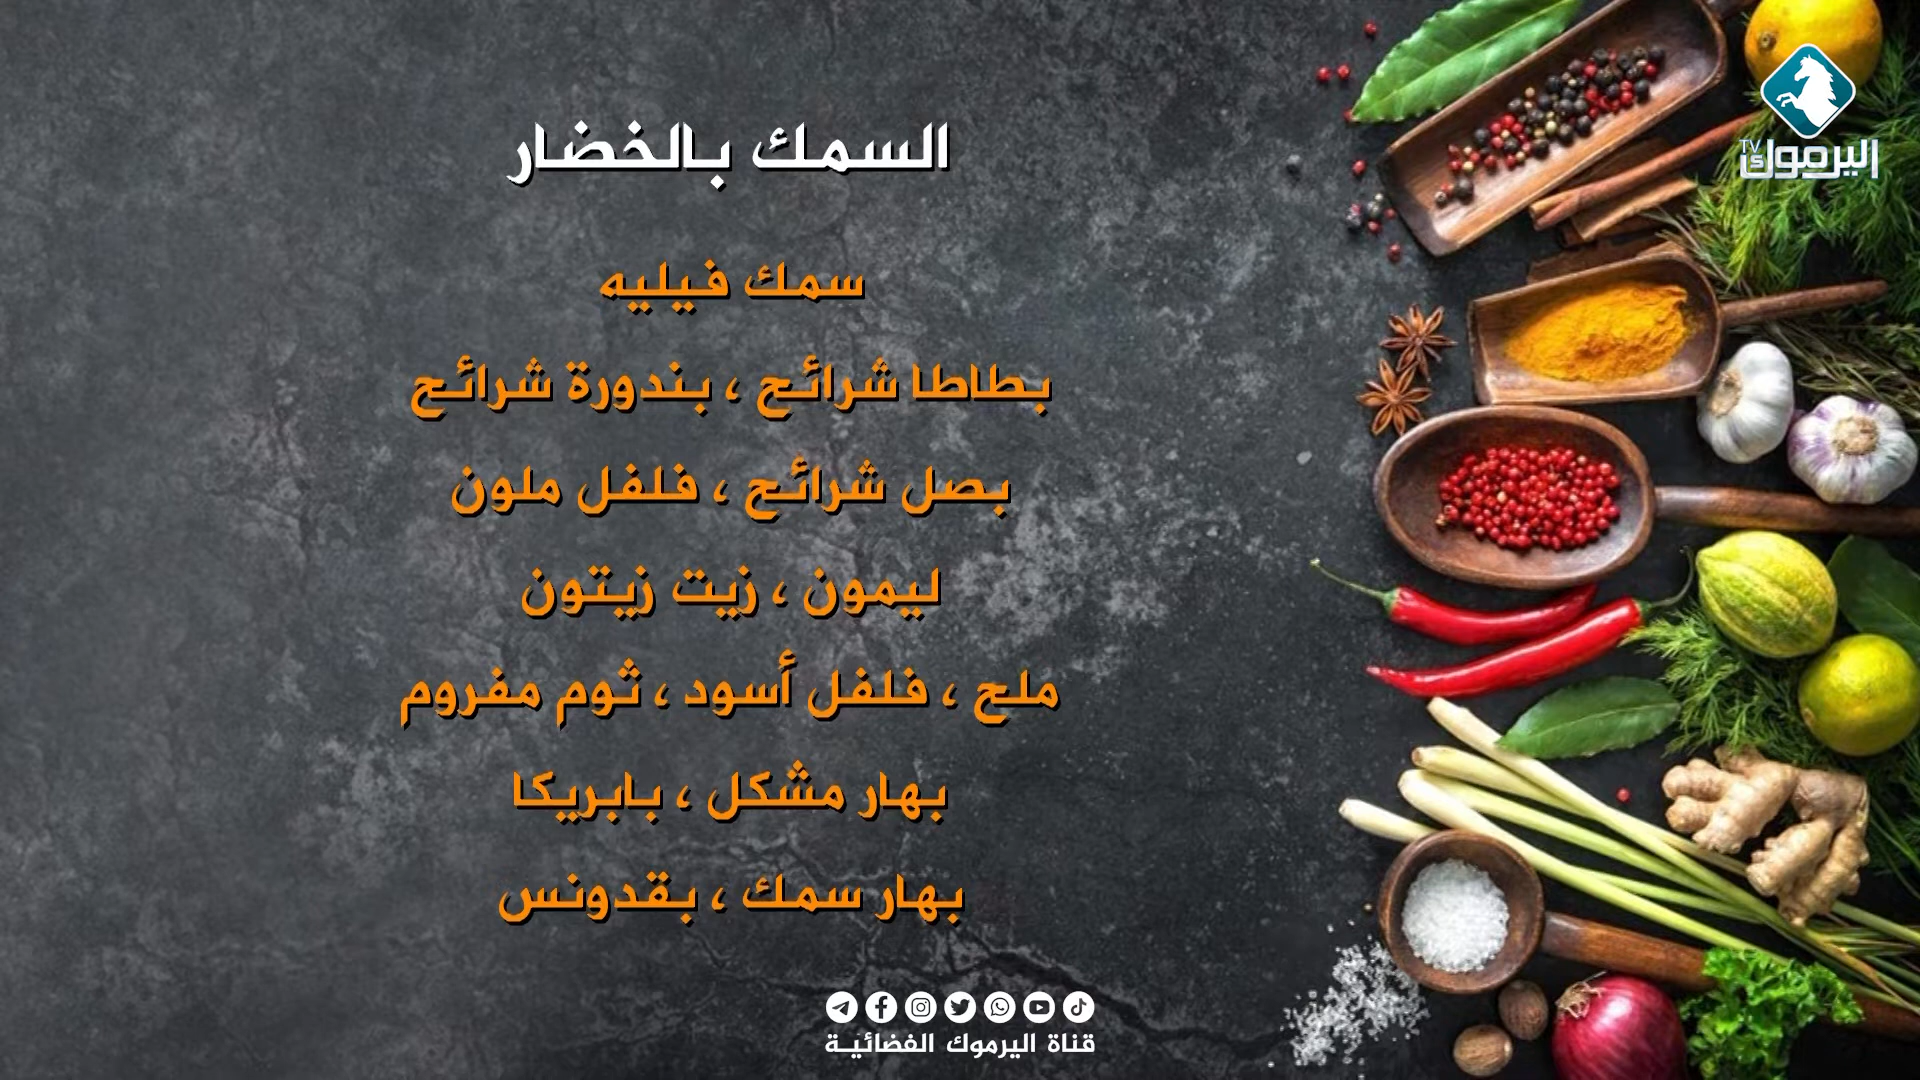 اليرموك TV
السمك بالخضار
سمك فيليه
بطاطا شرائح ، بندورة شرائح
بصل شرائح ، فلفل ملون
ليمون ، زيت زيتون
ملح ، فلفل أسود ، ثوم مفروم
بهار مشكل ، بابريكا
بهار سمك ، بقدونس
قناة اليرموك الفضائيـة